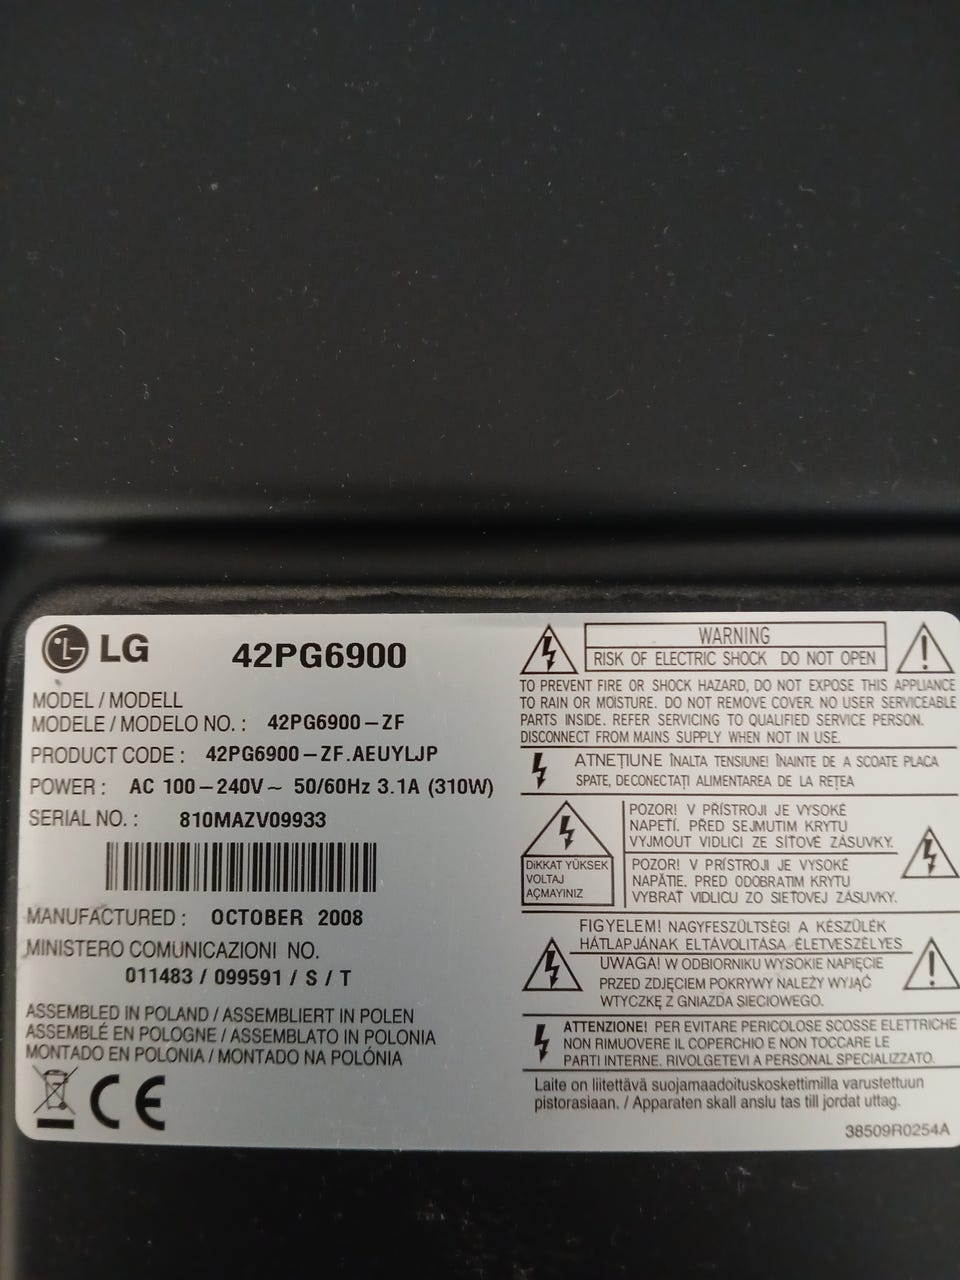 LG 42PG6900
MODEL / MODELL
MODELE / MODELO NO. : 42PG6900-ZF
PRODUCT CODE : 42PG6900-ZF.AEUYLJP
POWER : AC 100-240V~ 50/60Hz 3.1A (310W)
SERIAL NO. : 810MAZV09933
MANUFACTURED : OCTOBER 2008
MINISTERO COMUNICAZIONI NO.
011483 / 099591 / S / T
ASSEMBLED IN POLAND / ASSEMBLIERT IN POLEN
ASSEMBLÉ EN POLOGNE / ASSEMBLATO IN POLONIA
MONTADO EN POLONIA / MONTADO NA POLÓNIA
CE
WARNING
RISK OF ELECTRIC SHOCK DO NOT OPEN
TO PREVENT FIRE OR SHOCK HAZARD, DO NOT EXPOSE THIS APPLIANCE
TO RAIN OR MOISTURE. DO NOT REMOVE COVER. NO USER SERVICEABLE
PARTS INSIDE. REFER SERVICING TO QUALIFIED SERVICE PERSON.
DISCONNECT FROM MAINS SUPPLY WHEN NOT IN USE.
ATNEȚIUNE ÎNALTA TENSIUNE! ÎNAINTE DE A SCOATE PLACA
SPATE, DECONECTAȚI ALIMENTAREA DE LA REȚEA
DiKKAT YÜKSEK
VOLTAJ
AÇMAYINIZ
POZOR! V PŘÍSTROJI JE VYSOKÉ
NAPETÍ. PŘED SEJMUTIM KRYTU
VYJMOUT VIDLICI ZE SÍTOVÉ ZÁSUVKY.
POZOR! V PRÍSTROJI JE VYSOKÉ
NAPÄTIE. PRED ODOBRATIM KRYTU
VYBRAŤ VIDLICU ZO SIEŤOVEJ ZÁSUVKY.
FIGYELEM! NAGYFESZÜLTSÉG! A KÉSZÜLÉK
HÁTLAPJÁNAK ELTÁVOLITÁSA ÉLETVESZÉLYES
UWAGA! W ODBIORNIKU WYSOKIE NAPIĘCIE
PRZED ZDJĘCIEM POKRYWY NALEŻY WYJĄĆ
WTYCZKĘ Z GNIAZDA SIECIOWEGO.
ATTENZIONE! PER EVITARE PERICOLOSE SCOSSE ELETTRICHE
NON RIMUOVERE IL COPERCHIO E NON TOCCARE LE
PARTI INTERNE. RIVOLGETEVI A PERSONAL SPECIALIZZATO.
Laite on liitettävä suojamaadoituskoskettimilla varustettuun
pistorasiaan. / Apparaten skall anslu tas till jordat uttag.
38509R0254A